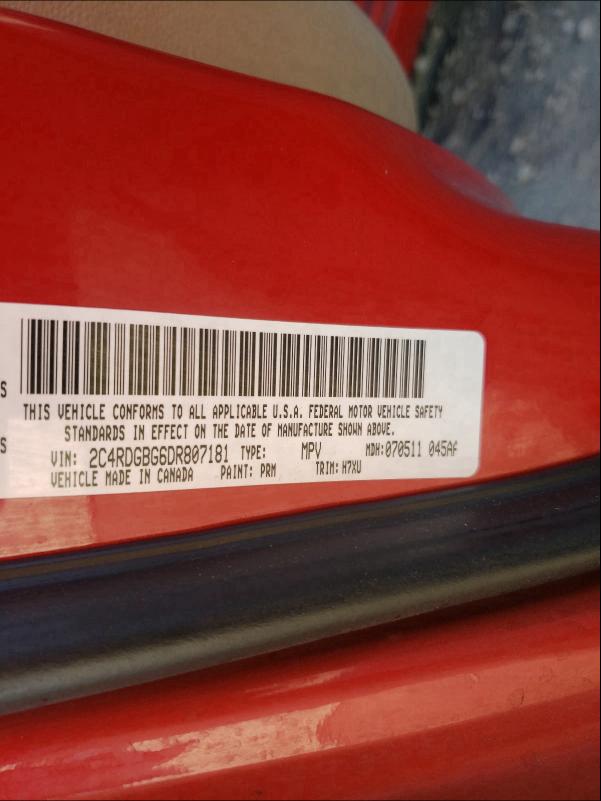 S
THIS VEHICLE CONFORMS TO ALL APPLICABLE U.S.A. FEDERAL MOTOR VEHICLE SAFETY
S
STANDARDS IN EFFECT ON THE DATE OF MANUFACTURE SHOWN ABOVE.
VIN: 2C4RDGBG6DR807181 TYPE: MPV MDH:070511 045AF
VEHICLE MADE IN CANADA PAINT: PRM TRIM: H7XU